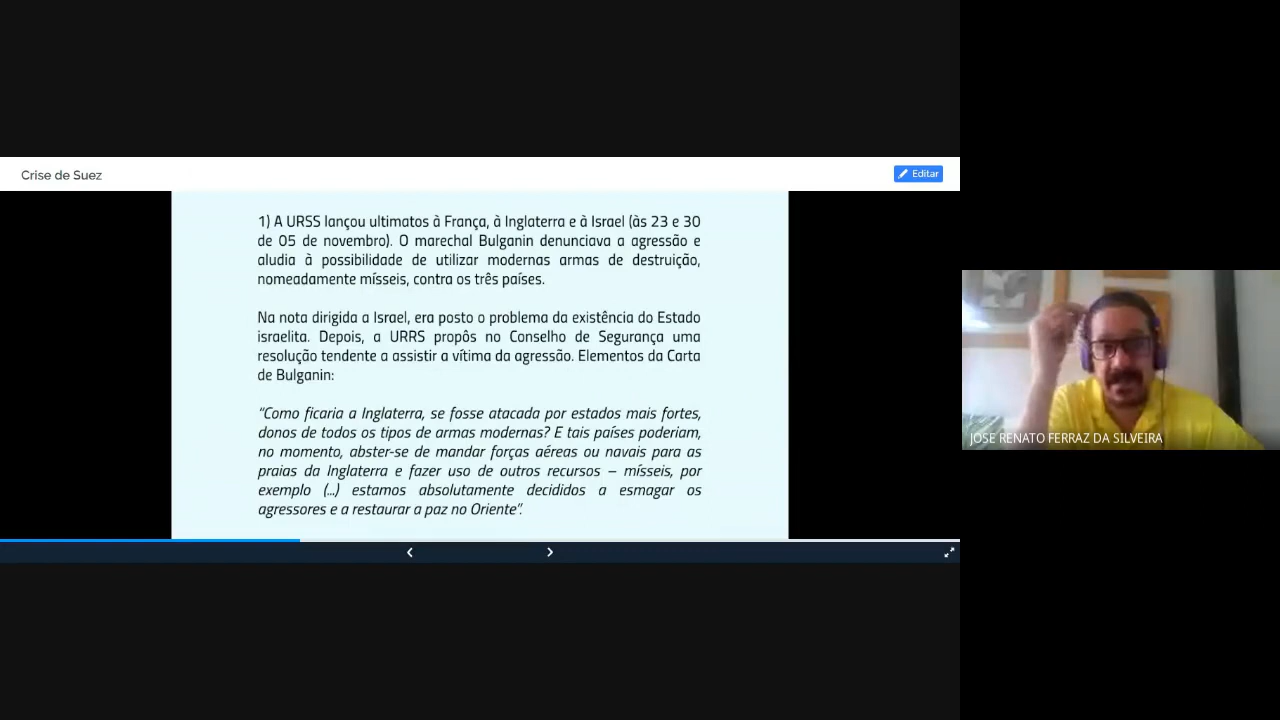 Crise de Suez
Editar
1) A URSS lançou ultimatos à França, à Inglaterra e à Israel (às 23 e 30
de 05 de novembro). O marechal Bulganin denunciava a agressão e
aludia à possibilidade de utilizar modernas armas de destruição,
nomeadamente mísseis, contra os três países.
Na nota dirigida a Israel, era posto o problema da existência do Estado
israelita. Depois, a URRS propôs no Conselho de Segurança uma
resolução tendente a assistir a vítima da agressão. Elementos da Carta
de Bulganin:
“Como ficaria a Inglaterra, se fosse atacada por estados mais fortes,
donos de todos os tipos de armas modernas? E tais países poderiam,
no momento, abster-se de mandar forças aéreas ou navais para as
praias da Inglaterra e fazer uso de outros recursos – mísseis, por
exemplo (...) estamos absolutamente decididos a esmagar os
agressores e a restaurar a paz no Oriente”.
JOSE RENATO FERRAZ DA SILVEIRA